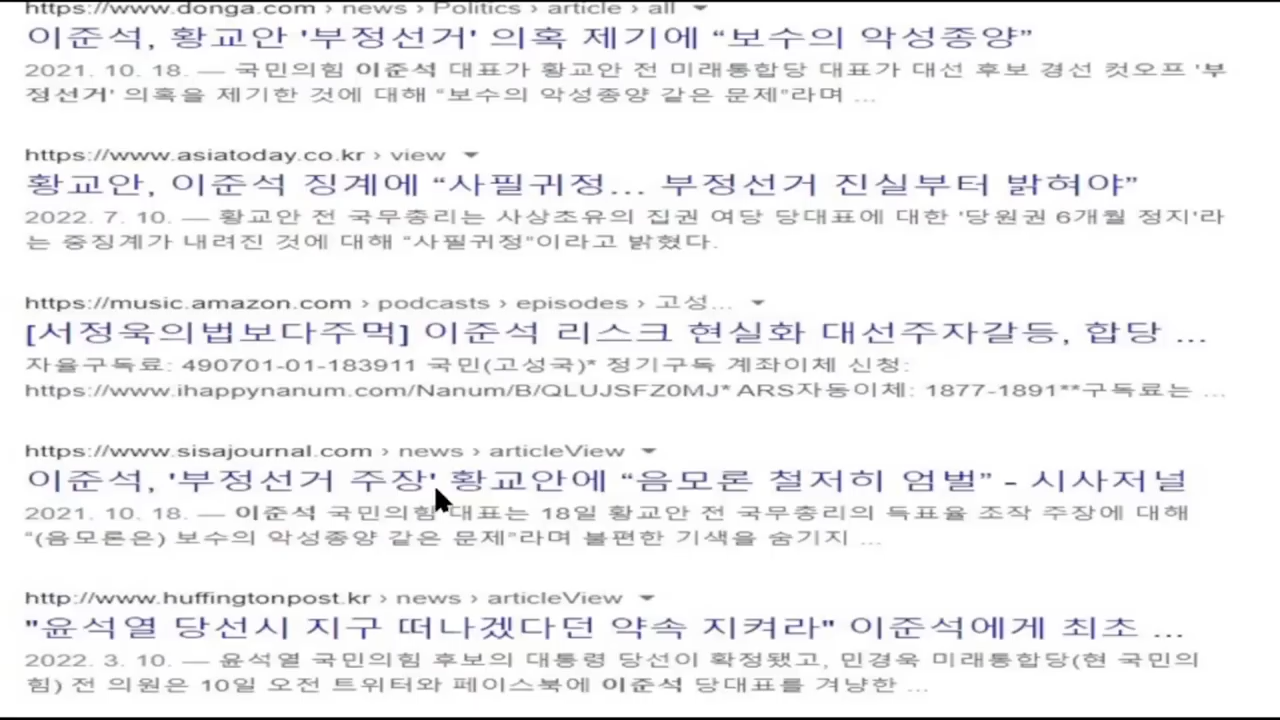 https://www.donga.com › news › Politics › article › all
이준석, 황교안 '부정선거' 의혹 제기에 “보수의 악성종양”
2021. 10. 18. — 국민의힘 이준석 대표가 황교안 전 미래통합당 대표가 대선 후보 경선 컷오프 '부
정선거' 의혹을 제기한 것에 대해 “보수의 악성종양 같은 문제”라며 ...
https://www.asiatoday.co.kr › view
황교안, 이준석 징계에 “사필귀정... 부정선거 진실부터 밝혀야”
2022. 7. 10. — 황교안 전 국무총리는 사상초유의 집권 여당 당대표에 대한 '당원권 6개월 정지'라
는 중징계가 내려진 것에 대해 “사필귀정”이라고 밝혔다.
https://music.amazon.com › podcasts › episodes › 고성...
[서정욱의법보다주먹] 이준석 리스크 현실화 대선주자갈등, 합당 ...
자율구독료: 490701-01-183911 국민(고성국)* 정기구독 계좌이체 신청:
https://www.ihappynanum.com/Nanum/B/QLUJSFZ0MJ* ARS자동이체: 1877-1891**구독료는 ...
https://www.sisajournal.com › news › articleView
이준석, '부정선거 주장' 황교안에 “음모론 철저히 엄벌” - 시사저널
2021. 10. 18. — 이준석 국민의힘 대표는 18일 황교안 전 국무총리의 득표율 조작 주장에 대해
“(음모론은) 보수의 악성종양 같은 문제”라며 불편한 기색을 숨기지 ...
http://www.huffingtonpost.kr › news › articleView
"윤석열 당선시 지구 떠나겠다던 약속 지켜라" 이준석에게 최초 ...
2022. 3. 10. — 윤석열 국민의힘 후보의 대통령 당선이 확정됐고, 민경욱 미래통합당(현 국민의
힘) 전 의원은 10일 오전 트위터와 페이스북에 이준석 당대표를 겨냥한 ...